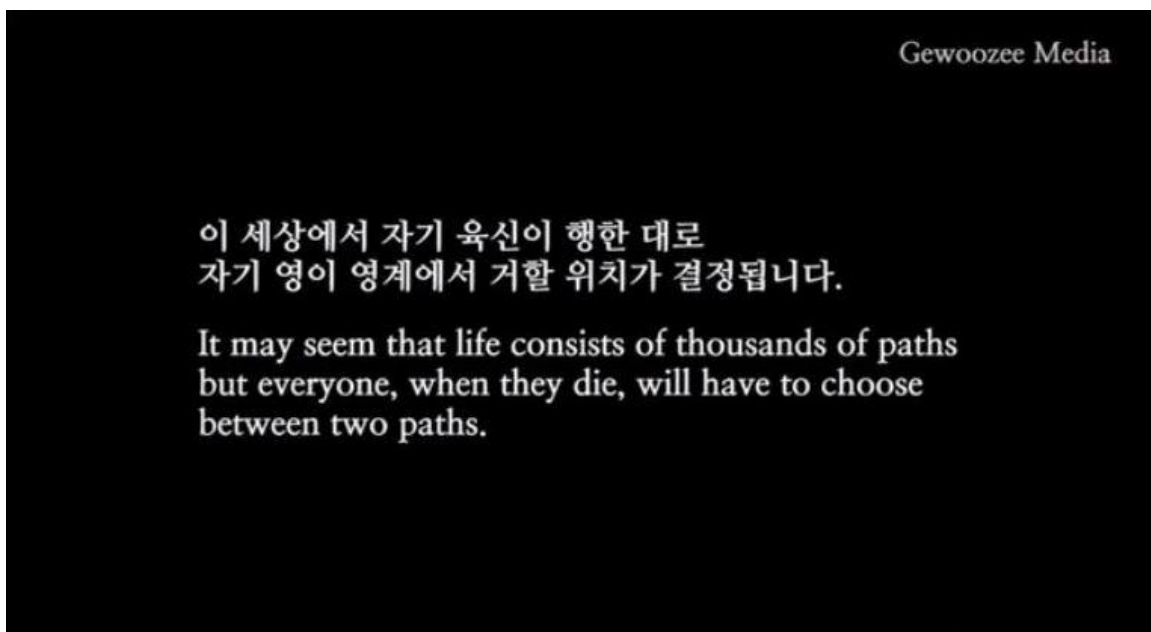 Gewoozee Media
이 세상에서 자기 육신이 행한 대로
자기 영이 영계에서 거할 위치가 결정됩니다.
It may seem that life consists of thousands of paths
but everyone, when they die, will have to choose
between two paths.